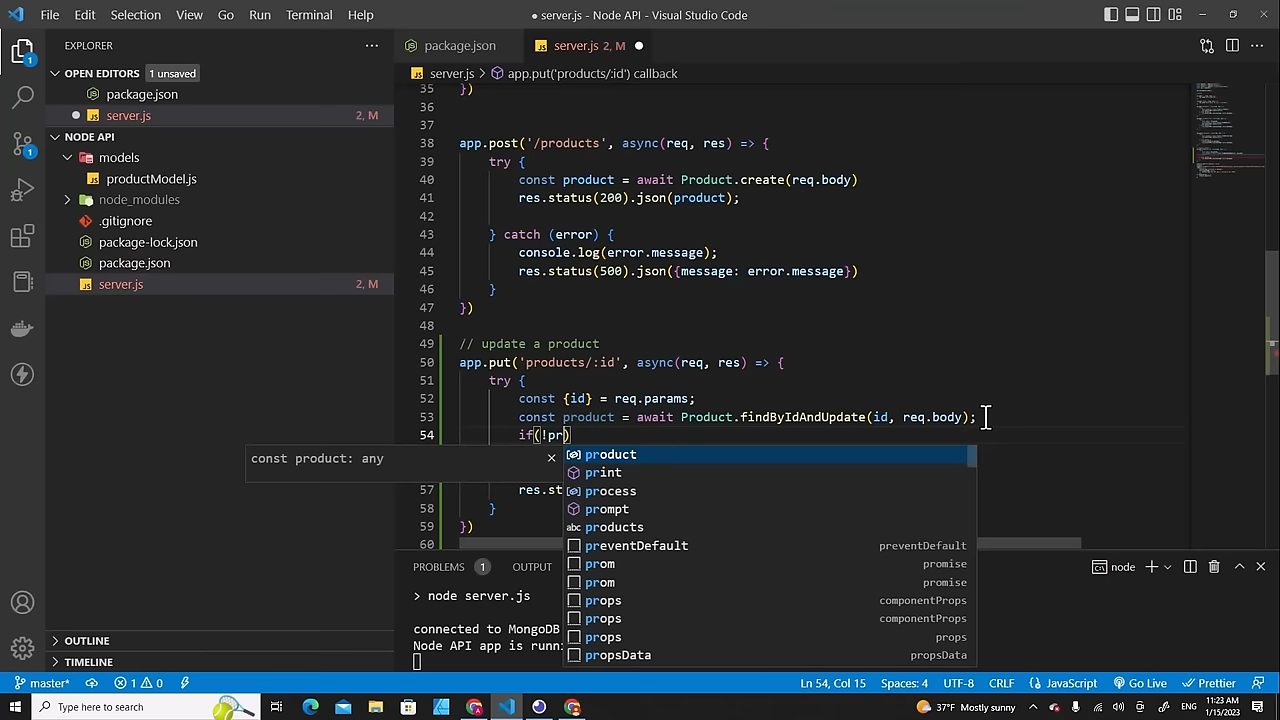 File Edit Selection View Go Run Terminal Help
● server.js - Node API - Visual Studio Code
EXPLORER
OPEN EDITORS 1 unsaved
package.json
server.js 2, M
NODE API
models
productModel.js
node_modules
.gitignore
package-lock.json
package.json
server.js 2, M
OUTLINE
TIMELINE
package.json
server.js 2, M
server.js > app.put('products/:id') callback
35 })
36
37
38 app.post('/products', async(req, res) => {
39 try {
40 const product = await Product.create(req.body)
41 res.status(200).json(product);
42
43 } catch (error) {
44 console.log(error.message);
45 res.status(500).json({message: error.message})
46 }
47 })
48
49 // update a product
50 app.put('products/:id', async(req, res) => {
51 try {
52 const {id} = req.params;
53 const product = await Product.findByIdAndUpdate(id, req.body);
54 if(!pr)
const product: any
product
print
process
prompt
products
preventDefault preventDefault
prom promise
prom promise
props componentProps
props componentProps
props props
propsData propsData
57 res.st
58 }
59 })
60
PROBLEMS 1 OUTPUT
node
> node server.js
connected to MongoDB
Node API app is runni
master* 1 0
Ln 54, Col 15 Spaces: 4 UTF-8 CRLF JavaScript Go Live Prettier
Type here to search
37°F Mostly sunny
ENG
11:23 AM
1/15/2023
1
1